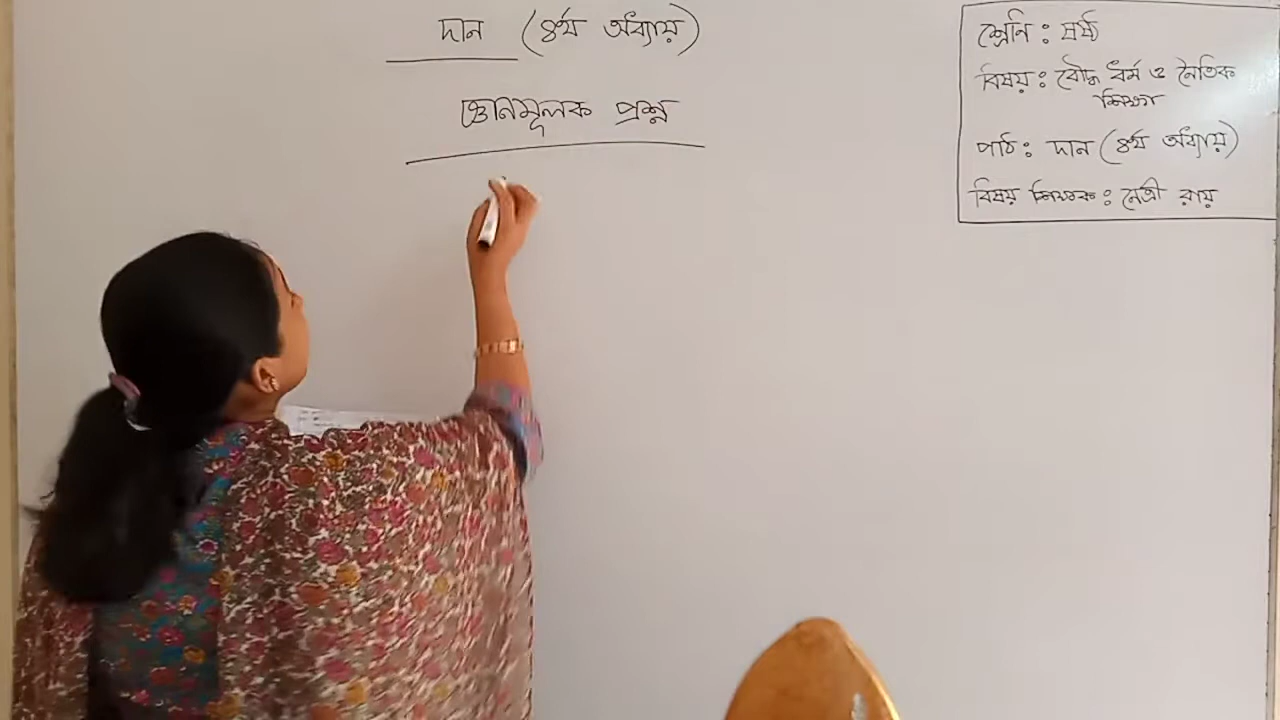 দান (৪র্থ অধ্যায়)
জ্ঞানমূলক প্রশ্ন
শ্রেনি : ষষ্ঠ
বিষয় : বৌদ্ধ ধর্ম ও নৈতিক
শিক্ষা
পাঠ : দান (৪র্থ অধ্যায়)
বিষয় শিক্ষক : মৈত্রী রায়